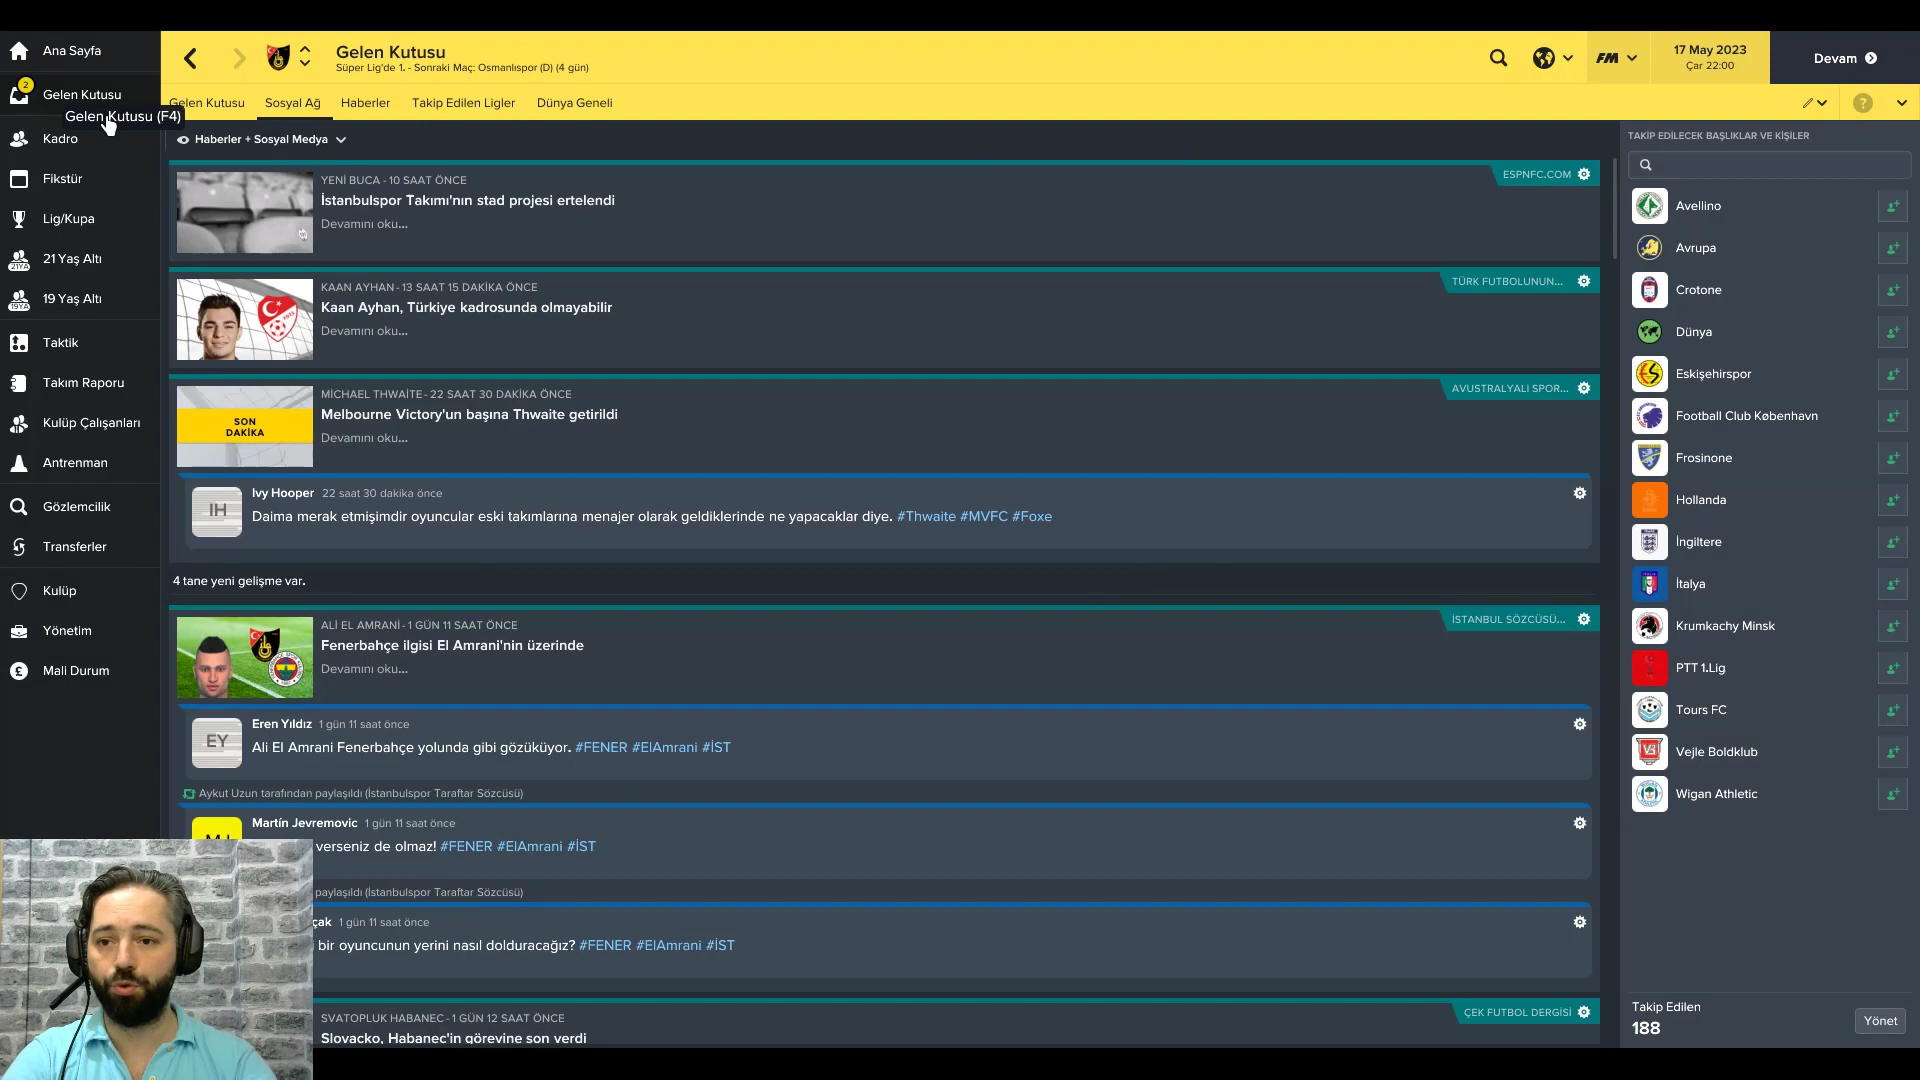 Ana Sayfa
2
Gelen Kutusu
Gelen Kutusu (F4)
Kadro
Fikstür
Lig/Kupa
21YA
21 Yaş Altı
19YA
19 Yaş Altı
Taktik
Takım Raporu
Kulüp Çalışanları
Antrenman
Gözlemcilik
Transferler
Kulüp
Yönetim
Mali Durum
Gelen Kutusu
Süper Lig'de 1. - Sonraki Maç: Osmanlıspor (D) (4 gün)
FM
17 May 2023
Çar 22:00
Devam
Gelen Kutusu
Sosyal Ağ
Haberler
Takip Edilen Ligler
Dünya Geneli
?
Haberler + Sosyal Medya
YENİ BUCA - 10 SAAT ÖNCE
ESPNFC.COM
İstanbulspor Takımı'nın stad projesi ertelendi
Devamını oku...
KAAN AYHAN - 13 SAAT 15 DAKİKA ÖNCE
TÜRK FUTBOLUNUN...
Kaan Ayhan, Türkiye kadrosunda olmayabilir
Devamını oku...
MİCHAEL THWAİTE - 22 SAAT 30 DAKİKA ÖNCE
AVUSTRALYALI SPOR...
Melbourne Victory'un başına Thwaite getirildi
SON
DAKİKA
Devamını oku...
IH
Ivy Hooper 22 saat 30 dakika önce
Daima merak etmişimdir oyuncular eski takımlarına menajer olarak geldiklerinde ne yapacaklar diye. #Thwaite #MVFC #Foxe
4 tane yeni gelişme var.
ALİ EL AMRANİ - 1 GÜN 11 SAAT ÖNCE
İSTANBUL SÖZCÜSÜ...
Fenerbahçe ilgisi El Amrani'nin üzerinde
Devamını oku...
EY
Eren Yıldız 1 gün 11 saat önce
Ali El Amrani Fenerbahçe yolunda gibi gözüküyor. #FENER #ElAmrani #İST
Aykut Uzun tarafından paylaşıldı (İstanbulspor Taraftar Sözcüsü)
Martín Jevremovic 1 gün 11 saat önce
verseniz de olmaz! #FENER #ElAmrani #İST
paylaşıldı (İstanbulspor Taraftar Sözcüsü)
çak 1 gün 11 saat önce
bir oyuncunun yerini nasıl dolduracağız? #FENER #ElAmrani #İST
SVATOPLUK HABANEC - 1 GÜN 12 SAAT ÖNCE
ÇEK FUTBOL DERGİSİ
Slovacko, Habanec'in görevine son verdi
TAKİP EDİLECEK BAŞLIKLAR VE KİŞİLER
Avellino
Avrupa
Crotone
Dünya
Eskişehirspor
Football Club København
Frosinone
Hollanda
İngiltere
İtalya
Krumkachy Minsk
PTT 1.Lig
Tours FC
Vejle Boldklub
Wigan Athletic
Takip Edilen
188
Yönet